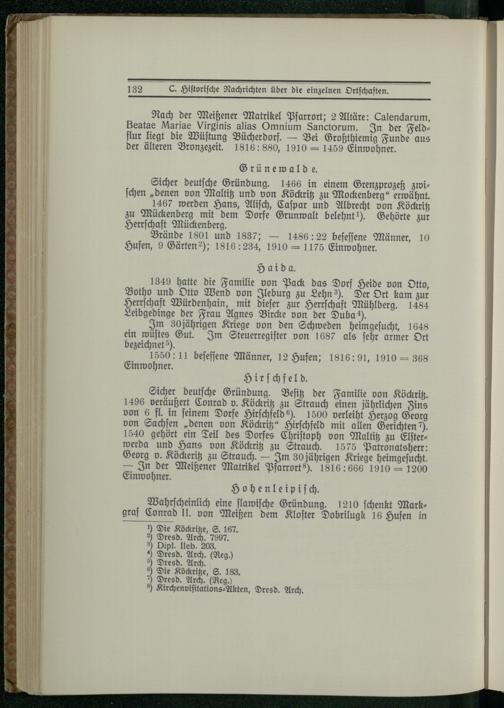 132 C. Historische Nachrichten über die einzelnen Ortschaften.
Nach der Meißener Matrikel Pfarrort; 2 Altäre: Calendarum,
Beatae Mariae Virginis alias Omnium Sanctorum. In der Feld-
flur liegt die Wüstung Bücherdorf. — Bei Großthiemig Funde aus
der älteren Bronzezeit. 1816: 880, 1910 = 1459 Einwohner.
Grünewalde.
Sicher deutsche Gründung. 1466 in einem Grenzprozeß zwi-
schen „denen von Maltitz und von Köckritz zu Mockenberg“ erwähnt.
1467 werden Hans, Alisch, Caspar und Albrecht von Köckritz
zu Mückenberg mit dem Dorfe Grunwalt belehnt¹). Gehörte zur
Herrschaft Mückenberg.
Brände 1801 und 1837; — 1486: 22 besessene Männer, 10
Hufen, 9 Gärten²); 1816: 234, 1910 = 1175 Einwohner.
Haida.
1349 hatte die Familie von Pack das Dorf Heide von Otto,
Botho und Otto Wend von Ileburg zu Lehn³). Der Ort kam zur
Herrschaft Würdenhain, mit dieser zur Herrschaft Mühlberg. 1484
Leibgedinge der Frau Agnes Bircke von der Duba⁴).
Im 30jährigen Kriege von den Schweden heimgesucht, 1648
ein wüstes Gut. Im Steuerregister von 1687 als sehr armer Ort
bezeichnet⁵).
1550: 11 besessene Männer, 12 Hufen; 1816: 91, 1910 = 368
Einwohner.
Hirschfeld.
Sicher deutsche Gründung. Besitz der Familie von Köckritz.
1496 veräußert Conrad v. Köckritz zu Strauch einen jährlichen Zins
von 6 fl. in seinem Dorfe Hirschfeld⁶). 1500 verleiht Herzog Georg
von Sachsen „denen von Köckritz“ Hirschfeld mit allen Gerichten⁷).
1540 gehört ein Teil des Dorfes Christoph von Maltitz zu Elster-
werda und Hans von Köckritz zu Strauch. 1575 Patronatsherr:
Georg v. Köckeritz zu Strauch. — Im 30jährigen Kriege heimgesucht.
— In der Meißener Matrikel Pfarrort⁸). 1816: 666 1910 = 1200
Einwohner.
Hohenleipisch.
Wahrscheinlich eine slawische Gründung. 1210 schenkt Mark-
graf Conrad II. von Meißen dem Kloster Dobrilugk 16 Hufen in
¹) Die Köckritze, S. 167.
²) Dresd. Arch. 7997.
³) Dipl. Ileb. 203.
⁴) Dresd. Arch. (Reg.)
⁵) Dresd. Arch.
⁶) Die Köckritze, S. 183.
⁷) Dresd. Arch. (Reg.)
⁸) Kirchenvisitations-Akten, Dresd. Arch.